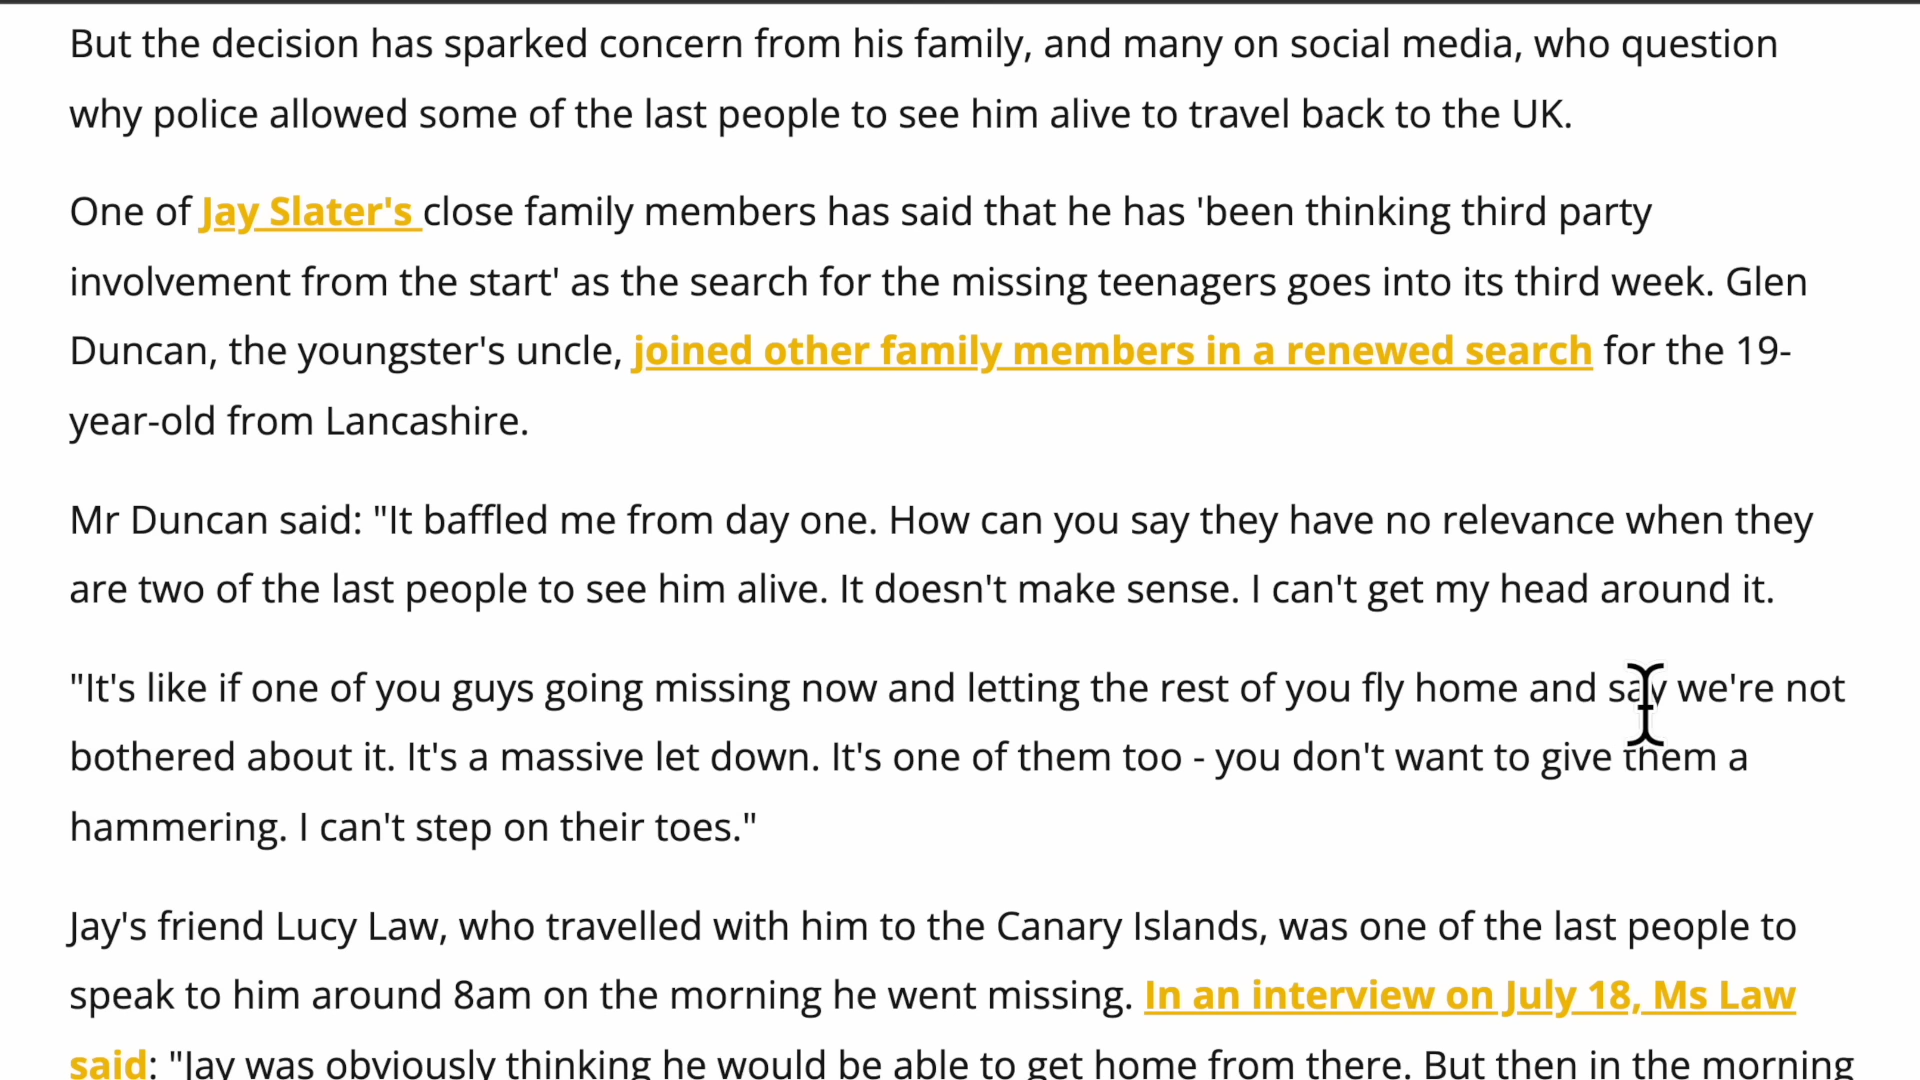 But the decision has sparked concern from his family, and many on social media, who question
why police allowed some of the last people to see him alive to travel back to the UK.
One of Jay Slater's close family members has said that he has 'been thinking third party
involvement from the start' as the search for the missing teenagers goes into its third week. Glen
Duncan, the youngster's uncle, joined other family members in a renewed search for the 19-
year-old from Lancashire.
Mr Duncan said: "It baffled me from day one. How can you say they have no relevance when they
are two of the last people to see him alive. It doesn't make sense. I can't get my head around it.
"It's like if one of you guys going missing now and letting the rest of you fly home and say we're not
bothered about it. It's a massive let down. It's one of them too - you don't want to give them a
hammering. I can't step on their toes."
Jay's friend Lucy Law, who travelled with him to the Canary Islands, was one of the last people to
speak to him around 8am on the morning he went missing. In an interview on July 18, Ms Law
said: "Jay was obviously thinking he would be able to get home from there. But then in the morning